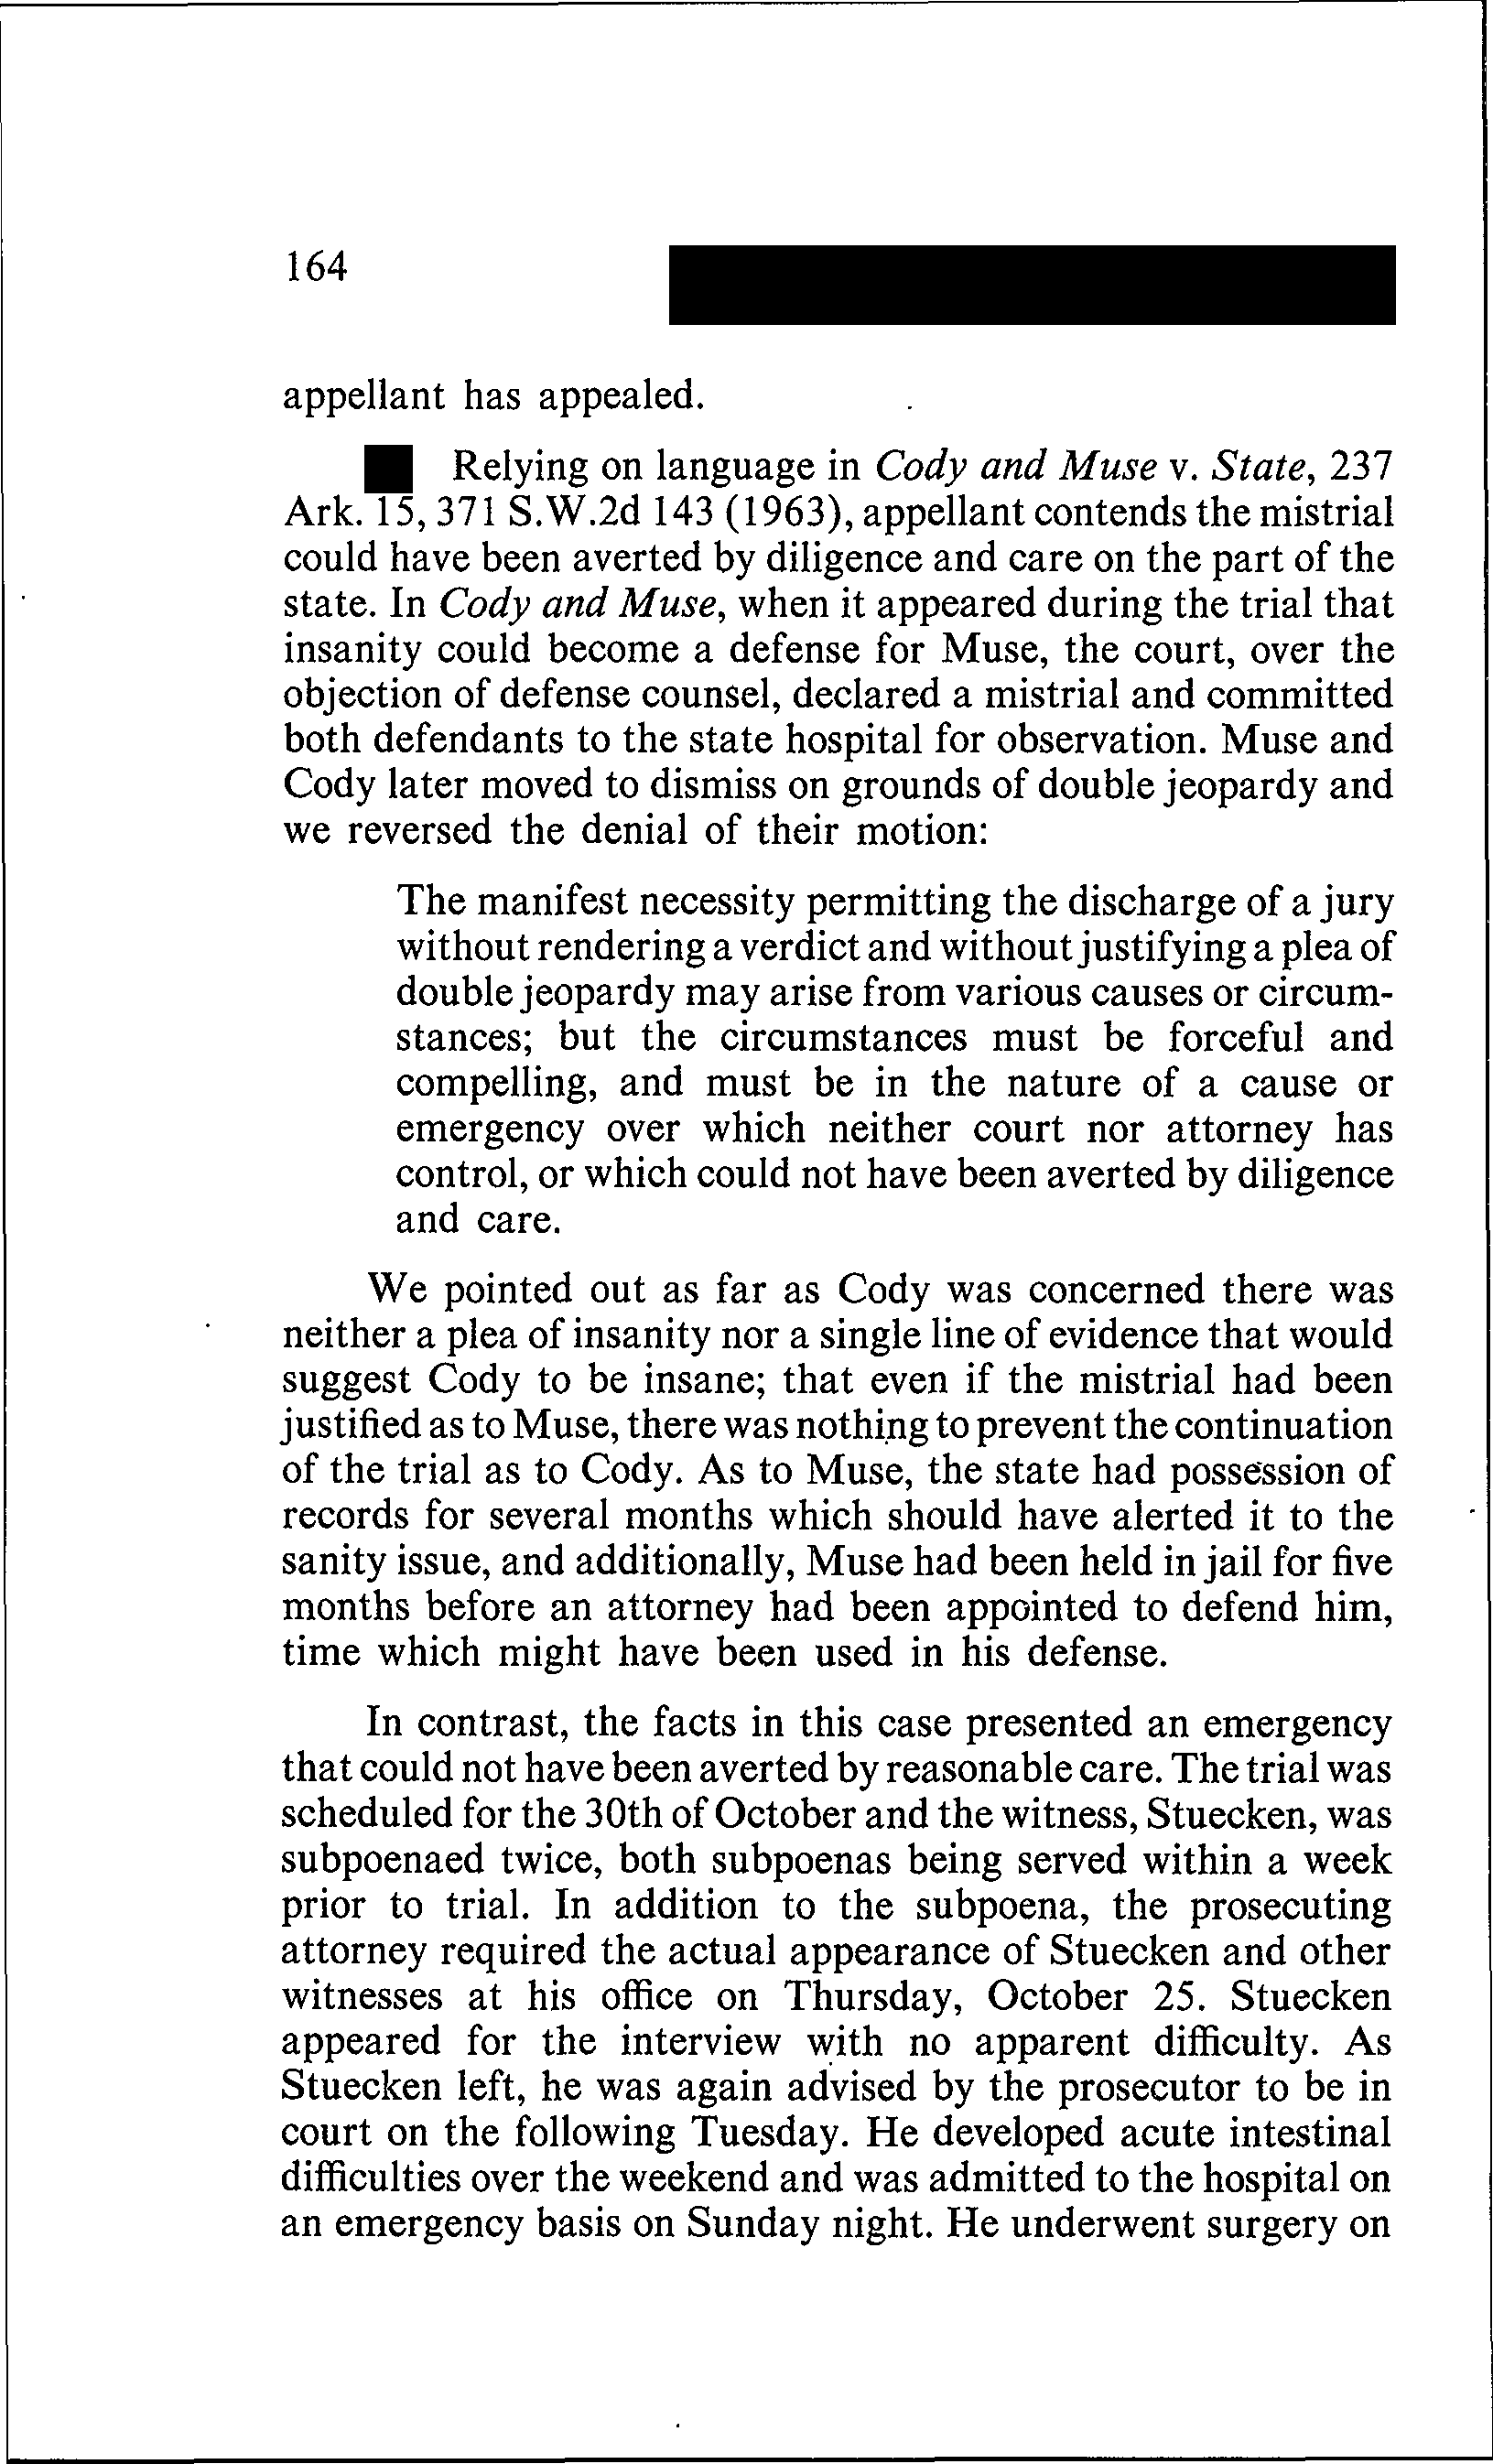 164
appellant has appealed.
Relying on language in Cody and Muse v. State, 237
Ark. 15, 371 S.W.2d 143 (1963), appellant contends the mistrial
could have been averted by diligence and care on the part of the
state. In Cody and Muse, when it appeared during the trial that
insanity could become a defense for Muse, the court, over the
objection of defense counsel, declared a mistrial and committed
both defendants to the state hospital for observation. Muse and
Cody later moved to dismiss on grounds of double jeopardy and
we reversed the denial of their motion:
The manifest necessity permitting the discharge of a jury
without rendering a verdict and without justifying a plea of
double jeopardy may arise from various causes or circum-
stances; but the circumstances must be forceful and
compelling, and must be in the nature of a cause or
emergency over which neither court nor attorney has
control, or which could not have been averted by diligence
and care.
We pointed out as far as Cody was concerned there was
neither a plea of insanity nor a single line of evidence that would
suggest Cody to be insane; that even if the mistrial had been
justified as to Muse, there was nothing to prevent the continuation
of the trial as to Cody. As to Muse, the state had possession of
records for several months which should have alerted it to the
sanity issue, and additionally, Muse had been held in jail for five
months before an attorney had been appointed to defend him,
time which might have been used in his defense.
In contrast, the facts in this case presented an emergency
that could not have been averted by reasonable care. The trial was
scheduled for the 30th of October and the witness, Stuecken, was
subpoenaed twice, both subpoenas being served within a week
prior to trial. In addition to the subpoena, the prosecuting
attorney required the actual appearance of Stuecken and other
witnesses at his office on Thursday, October 25. Stuecken
appeared for the interview with no apparent difficulty. As
Stuecken left, he was again advised by the prosecutor to be in
court on the following Tuesday. He developed acute intestinal
difficulties over the weekend and was admitted to the hospital on
an emergency basis on Sunday night. He underwent surgery on